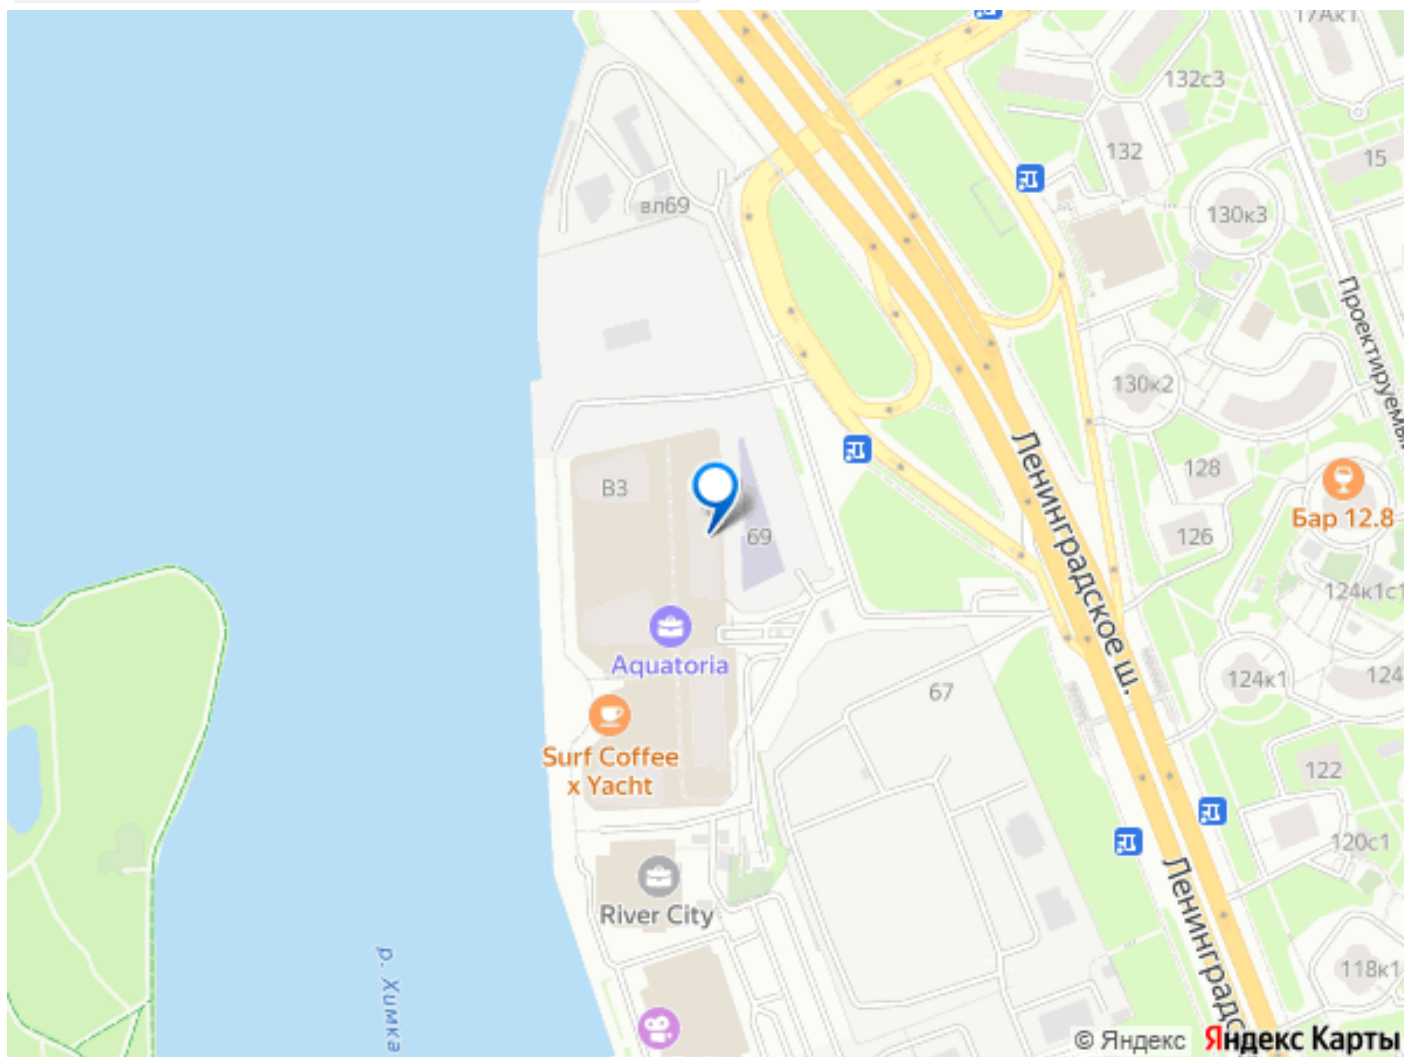 17Ак1
132с3
132
15
вл69
130к3
Проектируемый
130к2
Ленинградское ш.
В3
128
Бар 12.8
69
126
124к1с1
Aquatoria
124к1
124
67
Surf Coffee
x Yacht
122
120с1
River City
Ленинградс
р. Химка
118к1
© Яндекс Яндекс Карты